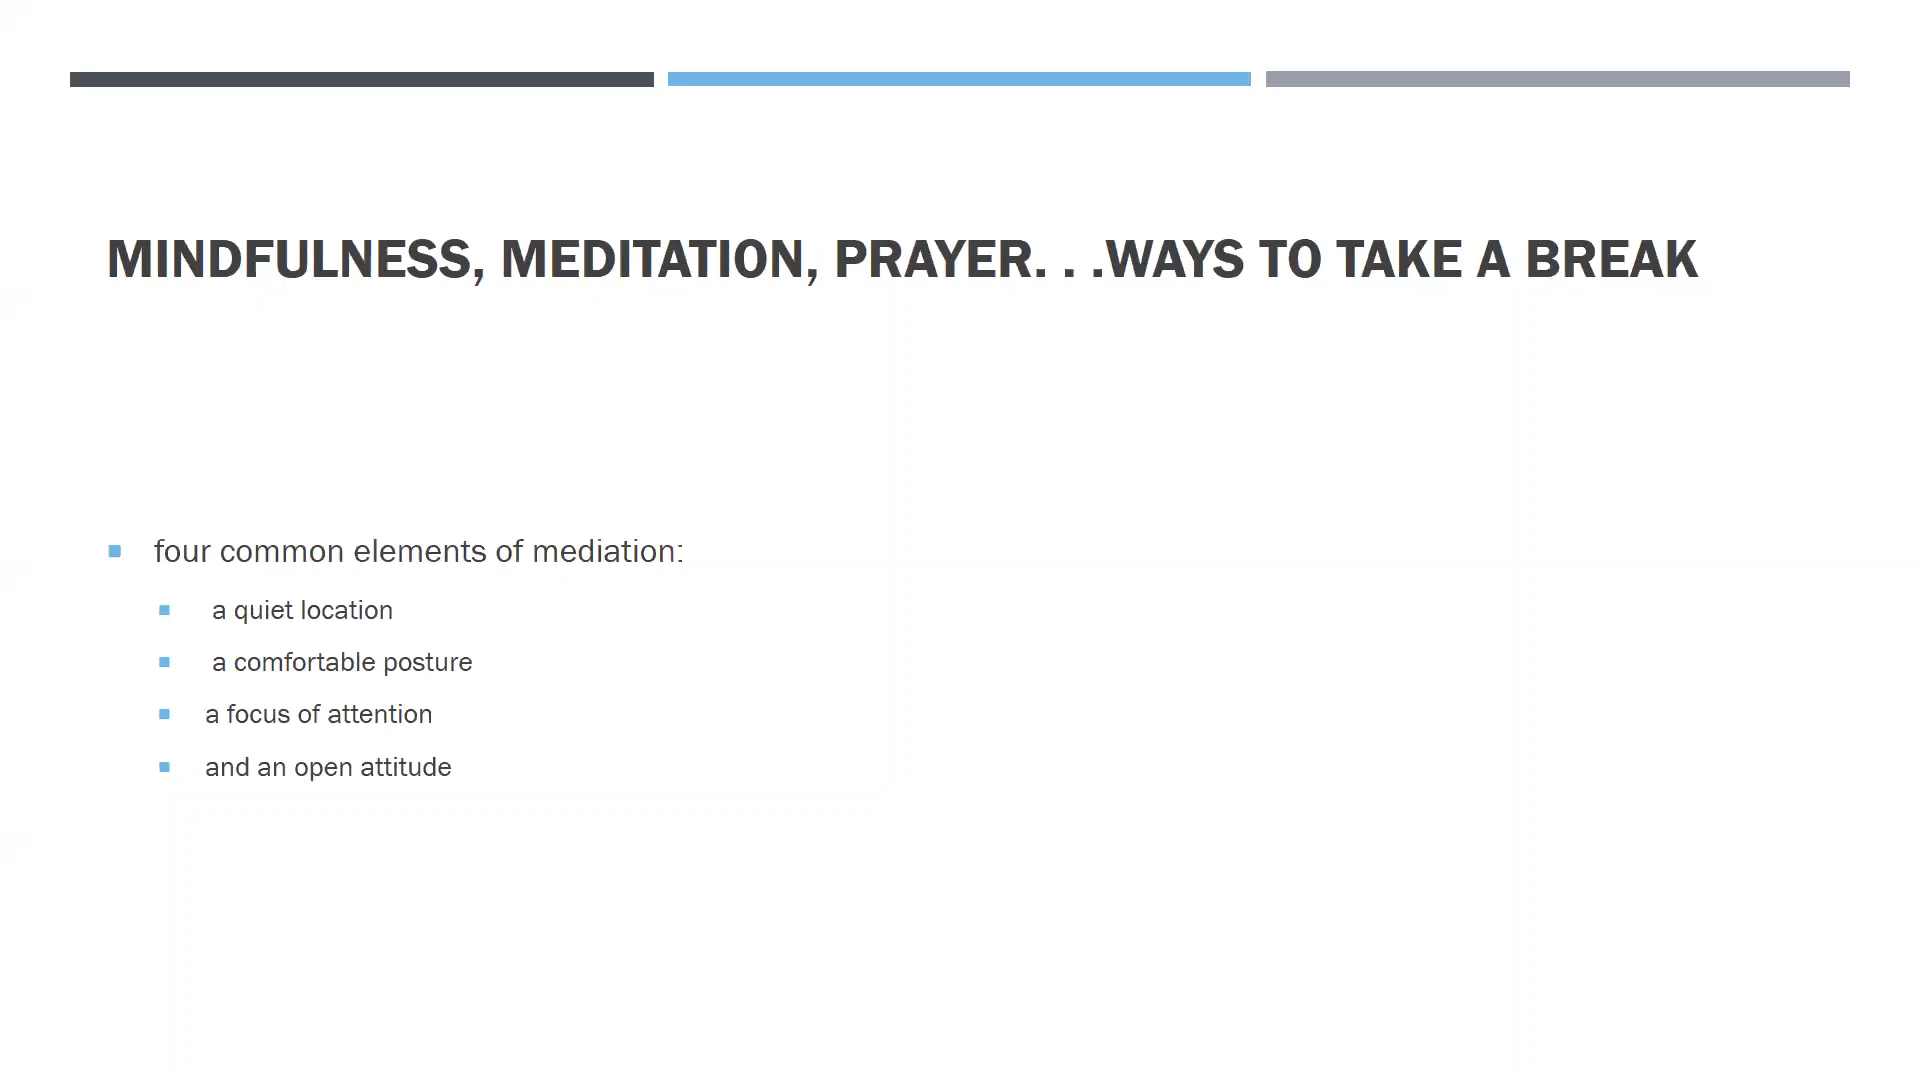 MINDFULNESS, MEDITATION, PRAYER. . .WAYS TO TAKE A BREAK
four common elements of mediation:
a quiet location
a comfortable posture
a focus of attention
and an open attitude